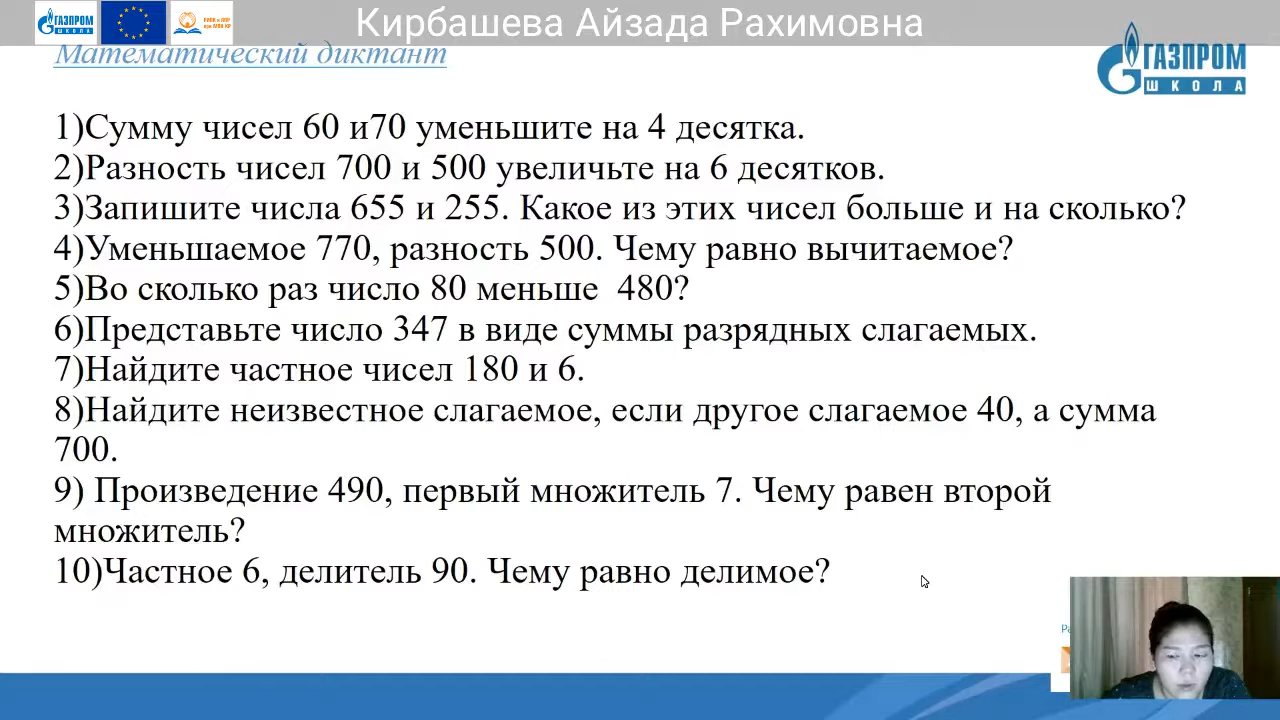 ГАЗПРОМ
ШКОЛА
Кирбашева Айзада Рахимовна
Математический диктант
ГАЗПРОМ
ШКОЛА
1)Сумму чисел 60 и70 уменьшите на 4 десятка.
2)Разность чисел 700 и 500 увеличьте на 6 десятков.
3)Запишите числа 655 и 255. Какое из этих чисел больше и на сколько?
4)Уменьшаемое 770, разность 500. Чему равно вычитаемое?
5)Во сколько раз число 80 меньше  480?
6)Представьте число 347 в виде суммы разрядных слагаемых.
7)Найдите частное чисел 180 и 6.
8)Найдите неизвестное слагаемое, если другое слагаемое 40, а сумма
700.
9) Произведение 490, первый множитель 7. Чему равен второй
множитель?
10)Частное 6, делитель 90. Чему равно делимое?